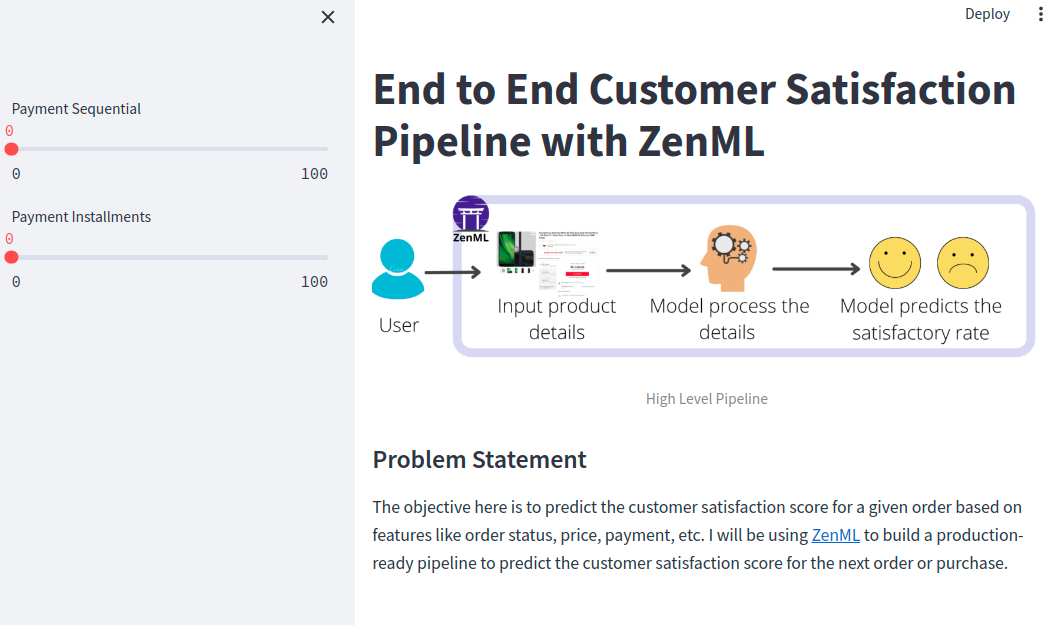 Deploy
Payment Sequential
0
0 100
Payment Installments
0
0 100
End to End Customer Satisfaction
Pipeline with ZenML
ZenML
User
Input product
details
Model process the
details
Model predicts the
satisfactory rate
High Level Pipeline
Problem Statement
The objective here is to predict the customer satisfaction score for a given order based on
features like order status, price, payment, etc. I will be using ZenML to build a production-
ready pipeline to predict the customer satisfaction score for the next order or purchase.